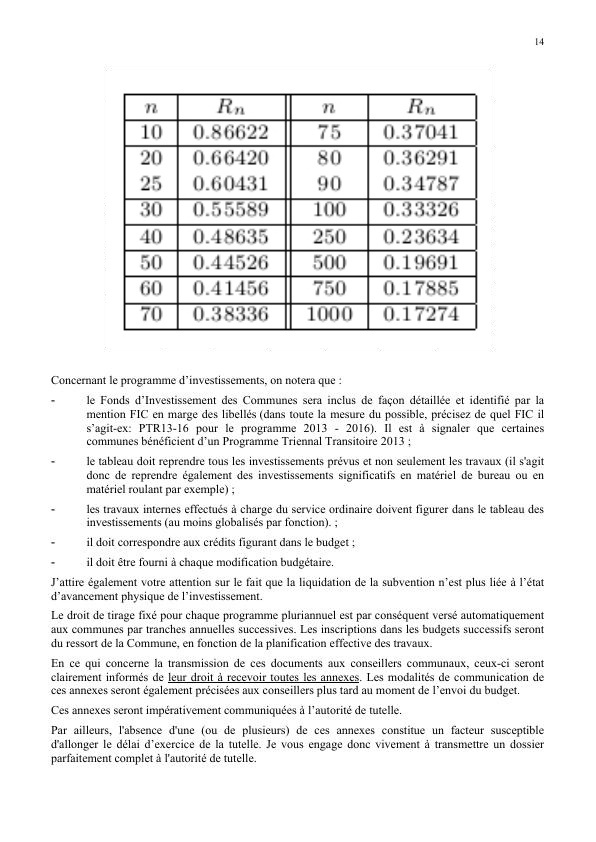 14
n Rn n Rn
10 0.86622 75 0.37041
20 0.66420 80 0.36291
25 0.60431 90 0.34787
30 0.55589 100 0.33326
40 0.48635 250 0.23634
50 0.44526 500 0.19691
60 0.41456 750 0.17885
70 0.38336 1000 0.17274
Concernant le programme d’investissements, on notera que :
- le Fonds d’Investissement des Communes sera inclus de façon détaillée et identifié par la
mention FIC en marge des libellés (dans toute la mesure du possible, précisez de quel FIC il
s’agit-ex: PTR13-16 pour le programme 2013 - 2016). Il est à signaler que certaines
communes bénéficient d’un Programme Triennal Transitoire 2013 ;
- le tableau doit reprendre tous les investissements prévus et non seulement les travaux (il s'agit
donc de reprendre également des investissements significatifs en matériel de bureau ou en
matériel roulant par exemple) ;
- les travaux internes effectués à charge du service ordinaire doivent figurer dans le tableau des
investissements (au moins globalisés par fonction). ;
- il doit correspondre aux crédits figurant dans le budget ;
- il doit être fourni à chaque modification budgétaire.
J’attire également votre attention sur le fait que la liquidation de la subvention n’est plus liée à l’état
d’avancement physique de l’investissement.
Le droit de tirage fixé pour chaque programme pluriannuel est par conséquent versé automatiquement
aux communes par tranches annuelles successives. Les inscriptions dans les budgets successifs seront
du ressort de la Commune, en fonction de la planification effective des travaux.
En ce qui concerne la transmission de ces documents aux conseillers communaux, ceux-ci seront
clairement informés de leur droit à recevoir toutes les annexes. Les modalités de communication de
ces annexes seront également précisées aux conseillers plus tard au moment de l’envoi du budget.
Ces annexes seront impérativement communiquées à l’autorité de tutelle.
Par ailleurs, l'absence d'une (ou de plusieurs) de ces annexes constitue un facteur susceptible
d'allonger le délai d’exercice de la tutelle. Je vous engage donc vivement à transmettre un dossier
parfaitement complet à l'autorité de tutelle.